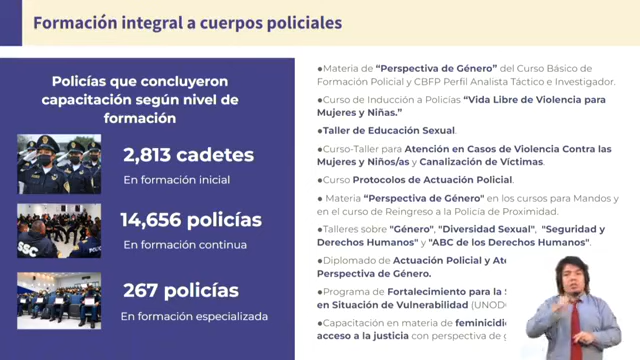 Formación integral a cuerpos policiales
Policías que concluyeron
capacitación según nivel de
formación
2,813 cadetes
En formación inicial
14,656 policías
En formación continua
SSC
267 policías
En formación especializada
●Materia de “Perspectiva de Género” del Curso Básico de
Formación Policial y CBFP Perfil Analista Táctico e Investigador.
●Curso de Inducción a Policías “Vida Libre de Violencia para
Mujeres y Niñas.”
●Taller de Educación Sexual.
●Curso-Taller para Atención en Casos de Violencia Contra las
Mujeres y Niños/as y Canalización de Víctimas.
●Curso Protocolos de Actuación Policial.
● Materia “Perspectiva de Género" en los cursos para Mandos y
en el curso de Reingreso a la Policía de Proximidad.
●Talleres sobre "Género", "Diversidad Sexual", "Seguridad y
Derechos Humanos" y "ABC de los Derechos Humanos".
●Diplomado de Actuación Policial y
Perspectiva de Género.
●Programa de Fortalecimiento para la
en Situación de Vulnerabilidad
●Capacitación en materia de
acceso a la justicia con perspectiva de